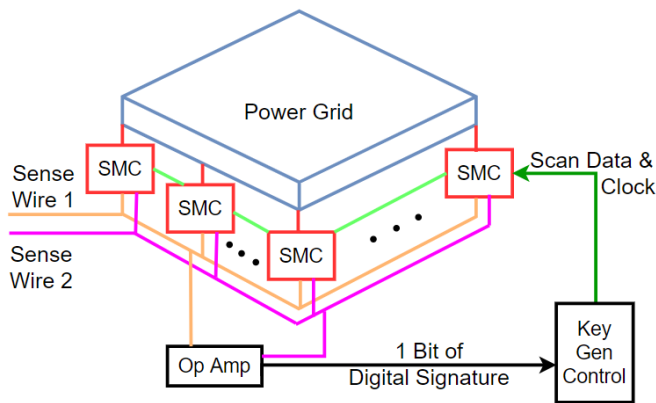 Power Grid
SMC
SMC
SMC
SMC
Scan Data &
Clock
Sense
Wire 1
Sense
Wire 2
Op Amp
1 Bit of
Digital Signature
Key
Gen
Control